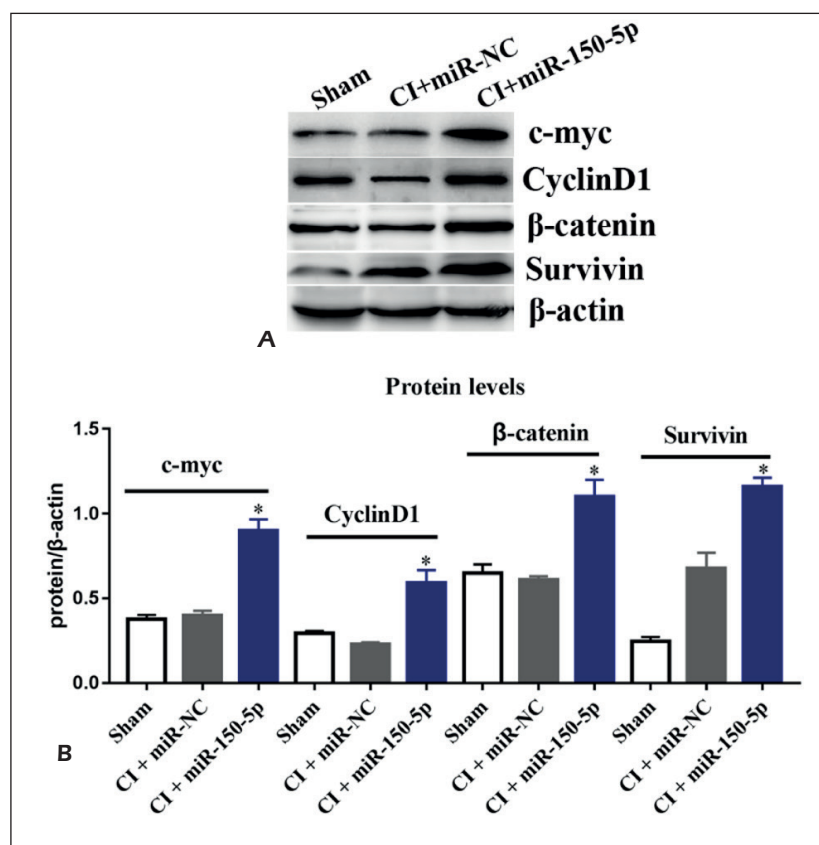 Sham CI+miR-NC CI+miR-150-5p
c-myc
CyclinD1
β-catenin
Survivin
β-actin
A
Protein levels
protein/β-actin
1.5
1.0
0.5
0.0
c-myc
CyclinD1
β-catenin
Survivin
* * * *
Sham CI + miR-NC CI + miR-150-5p Sham CI + miR-NC CI + miR-150-5p Sham CI + miR-NC CI + miR-150-5p Sham CI + miR-NC CI + miR-150-5p
B